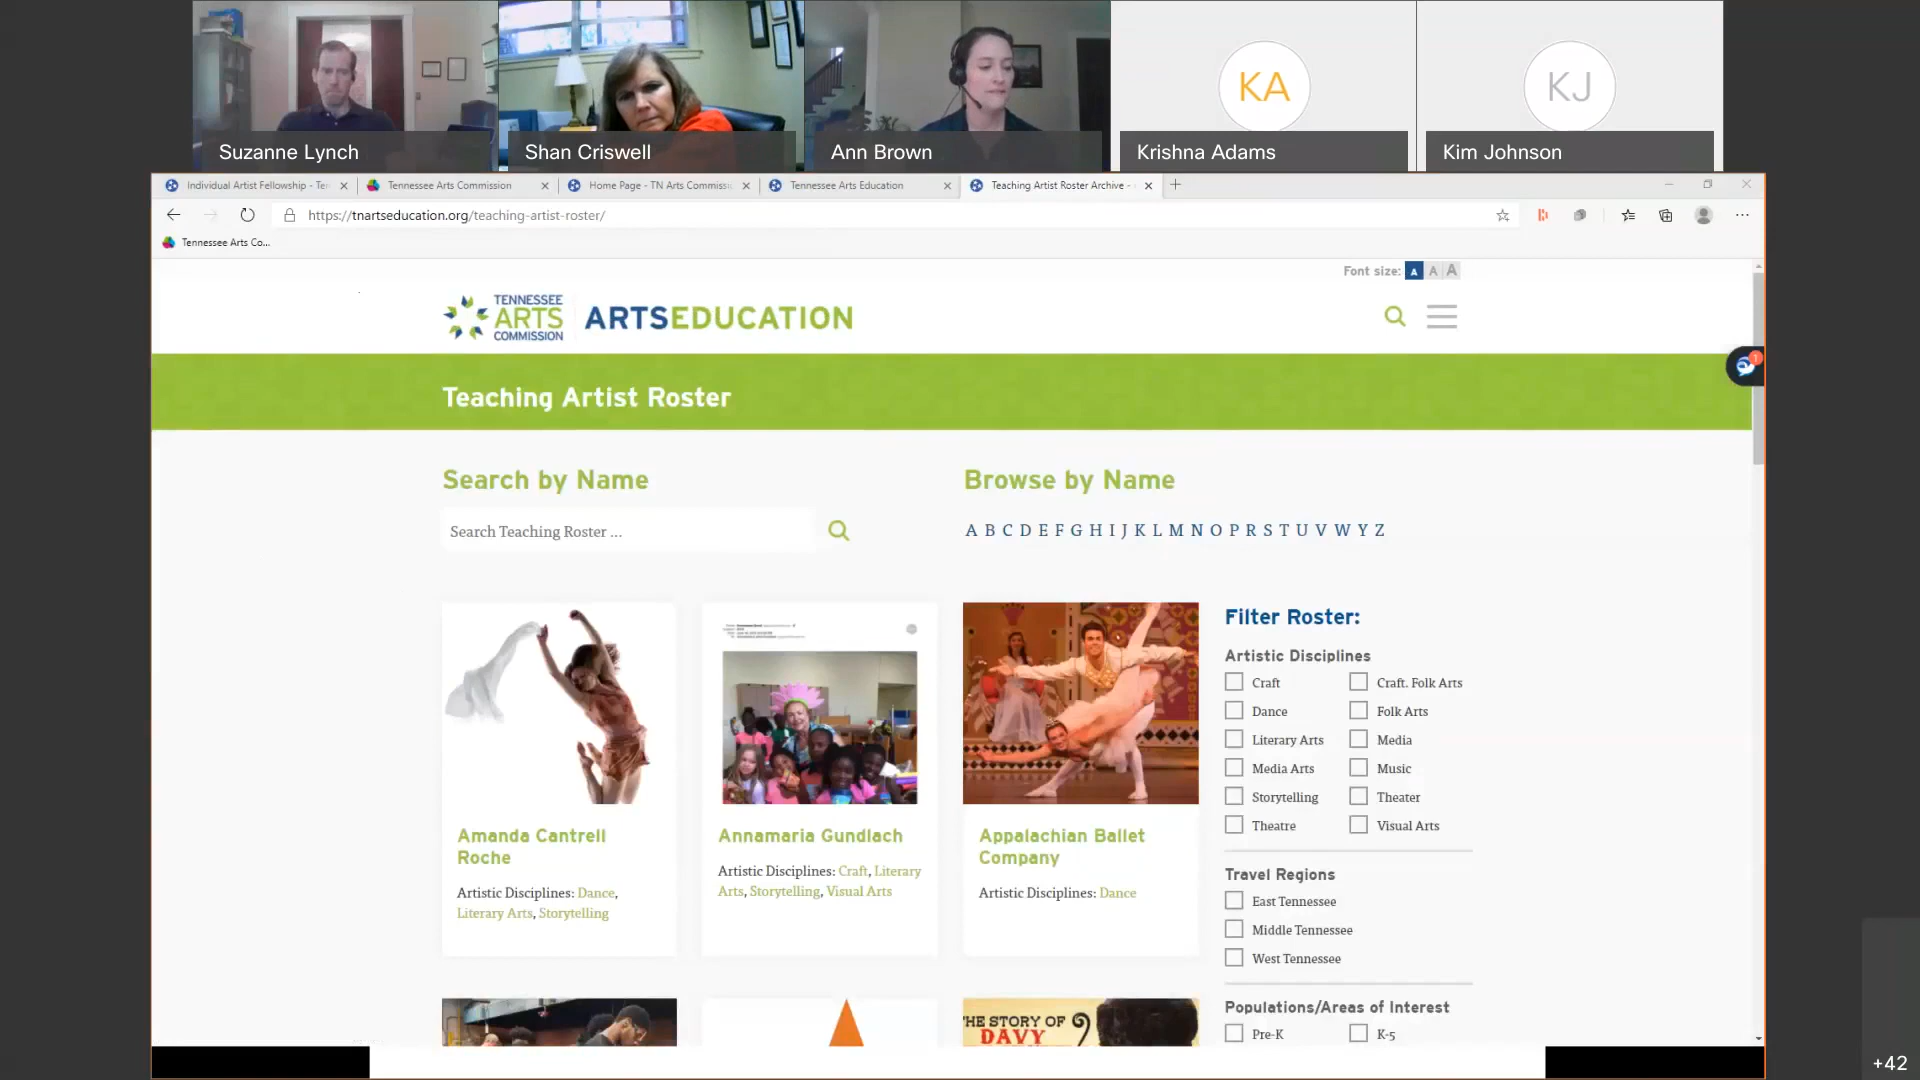 Suzanne Lynch
Shan Criswell
Ann Brown
KA
Krishna Adams
KJ
Kim Johnson
Individual Artist Fellowship - Ten
Tennessee Arts Commission
Home Page - TN Arts Commissi
Tennessee Arts Education
Teaching Artist Roster Archive -
https://tnartseducation.org/teaching-artist-roster/
Tennessee Arts Co...
Font size: A A A
TENNESSEE
ARTS
COMMISSION
ARTSEDUCATION
1
Teaching Artist Roster
Search by Name
Search Teaching Roster ...
Browse by Name
A B C D E F G H I J K L M N O P R S T U V W Y Z
Amanda Cantrell
Roche
Artistic Disciplines: Dance,
Literary Arts, Storytelling
Annamaria Gundlach
Artistic Disciplines: Craft, Literary
Arts, Storytelling, Visual Arts
Appalachian Ballet
Company
Artistic Disciplines: Dance
THE STORY OF
DAVY
Filter Roster:
Artistic Disciplines
Craft
Craft. Folk Arts
Dance
Folk Arts
Literary Arts
Media
Media Arts
Music
Storytelling
Theater
Theatre
Visual Arts
Travel Regions
East Tennessee
Middle Tennessee
West Tennessee
Populations/Areas of Interest
Pre-K
K-5
+42